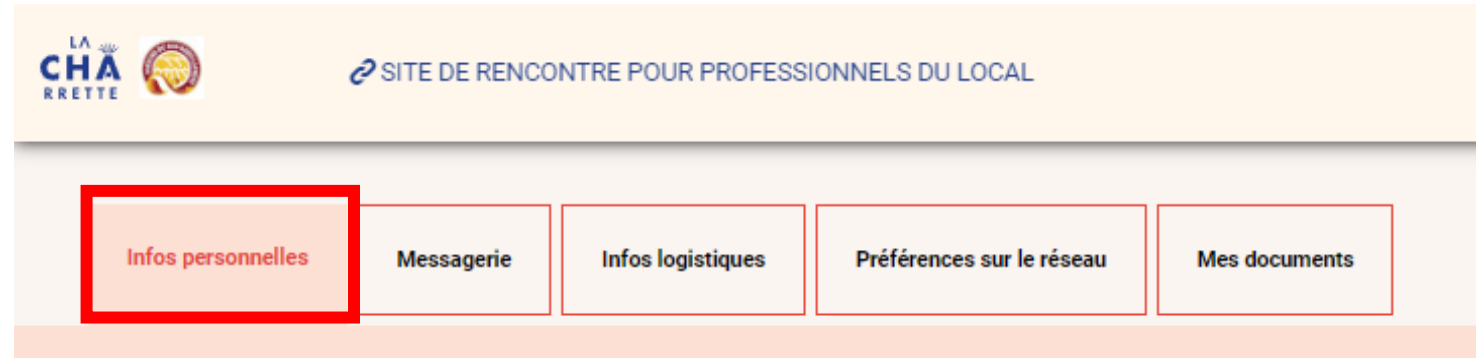 LA
CHA
RRETTE
SITE DE RENCONTRE POUR PROFESSIONNELS DU LOCAL
Infos personnelles
Messagerie
Infos logistiques
Préférences sur le réseau
Mes documents